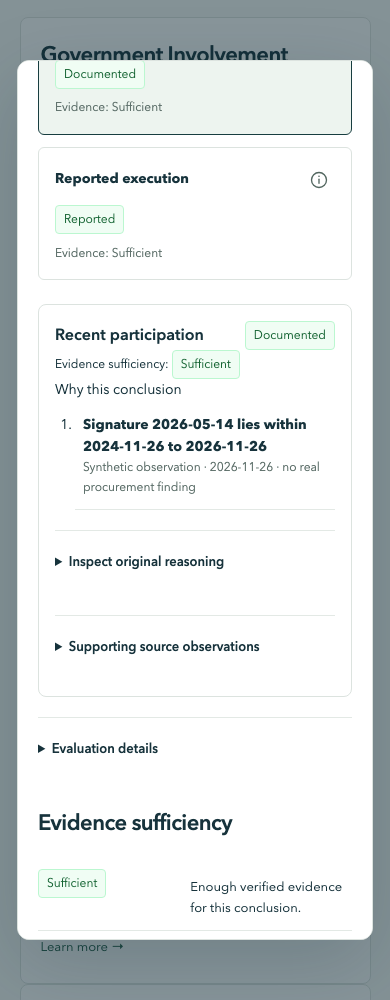 Government Involvement
Documented
Evidence: Sufficient
Reported execution
Reported
Evidence: Sufficient
Recent participation
Documented
Evidence sufficiency: Sufficient
Why this conclusion
1. Signature 2026-05-14 lies within
2024-11-26 to 2026-11-26
Synthetic observation · 2026-11-26 · no real
procurement finding
Inspect original reasoning
Supporting source observations
Evaluation details
Evidence sufficiency
Sufficient
Enough verified evidence
for this conclusion.
Learn more →